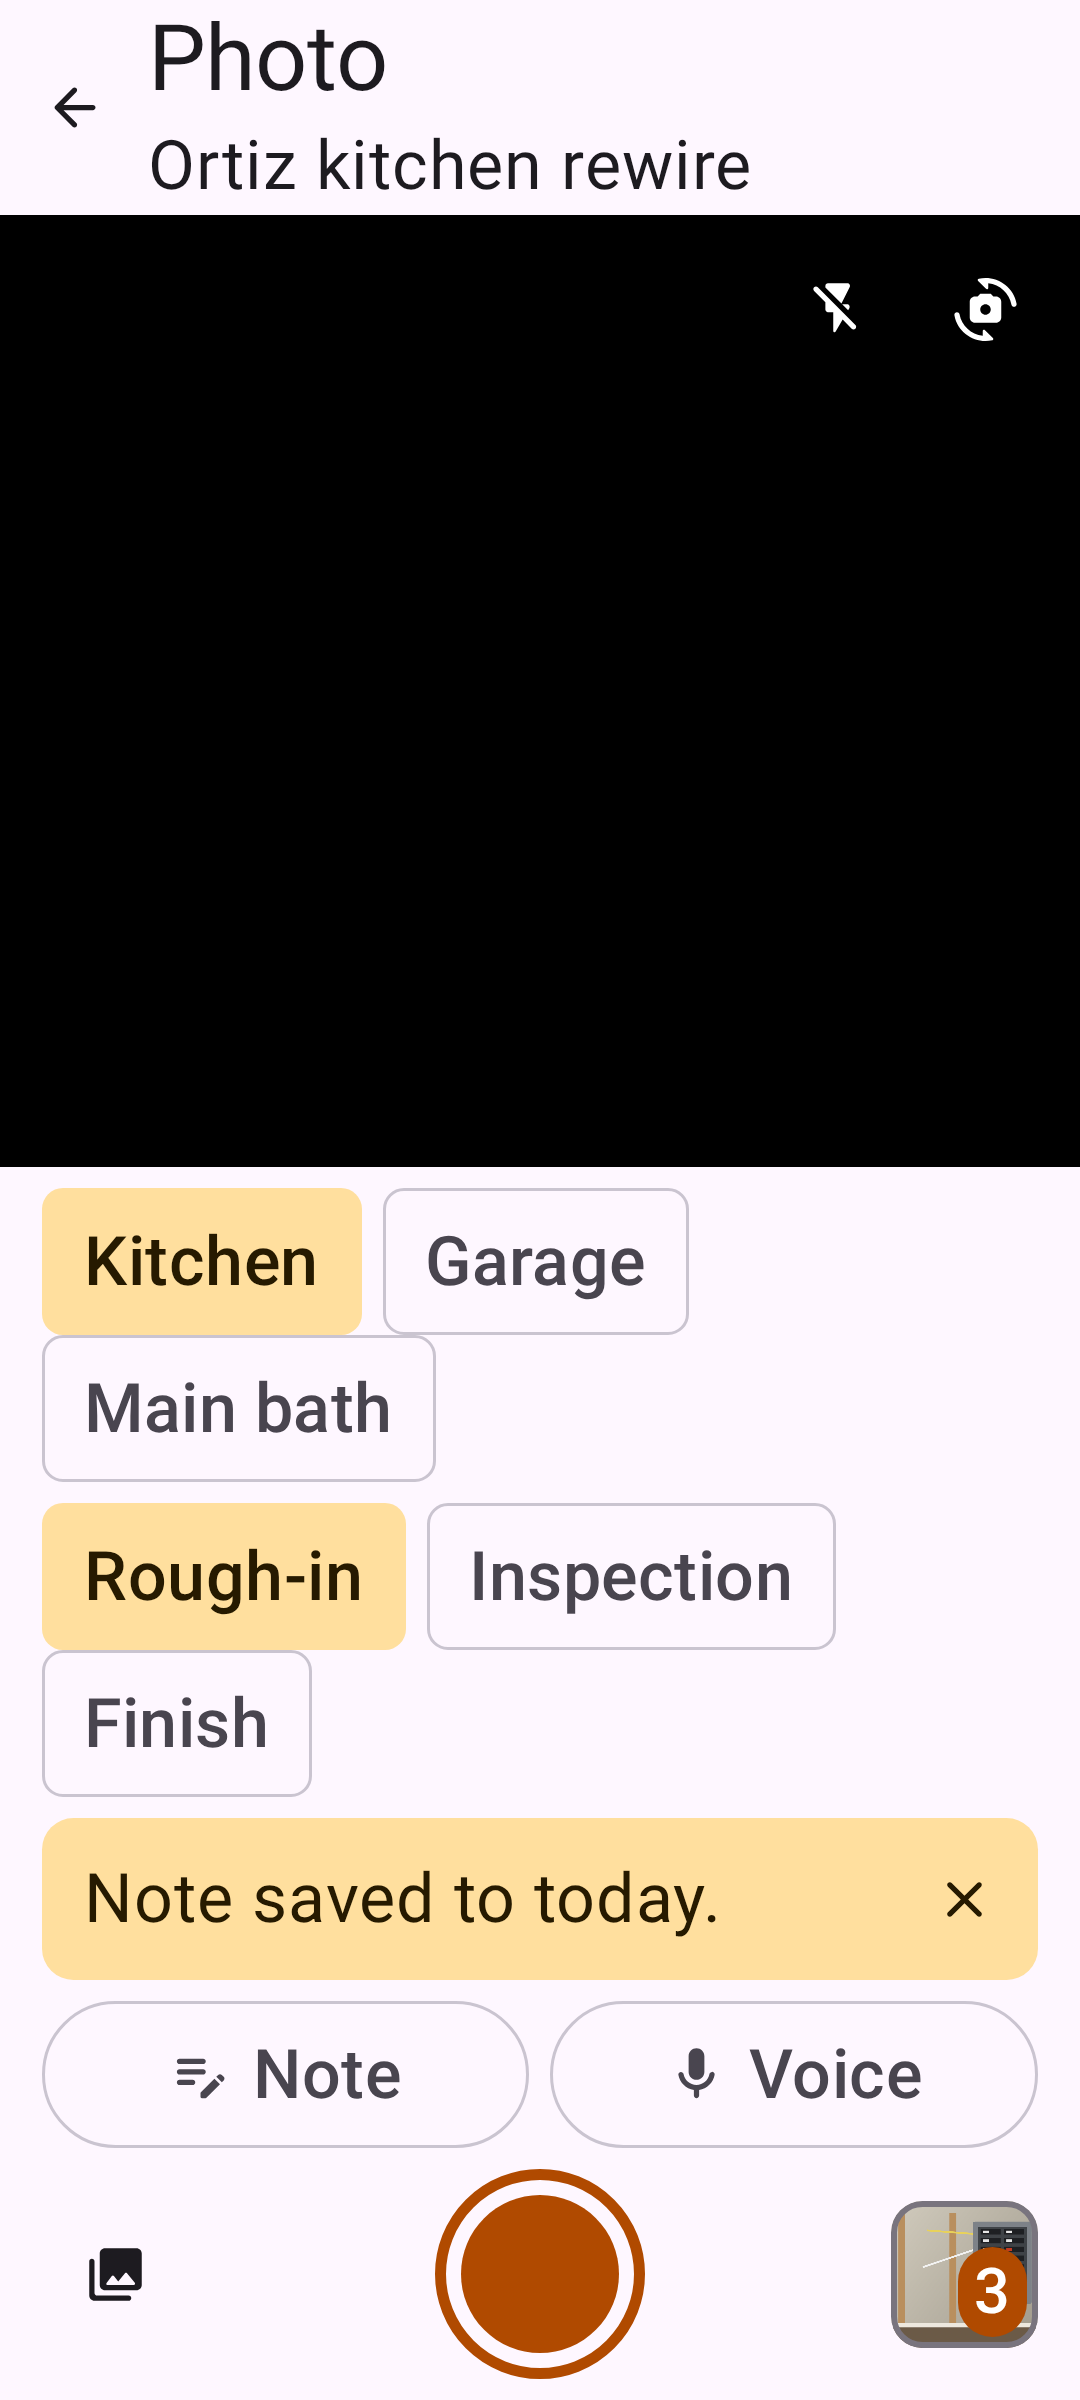 Photo
Ortiz kitchen rewire
Kitchen
Garage
Main bath
Rough-in
Inspection
Finish
Note saved to today.
Note
Voice
3